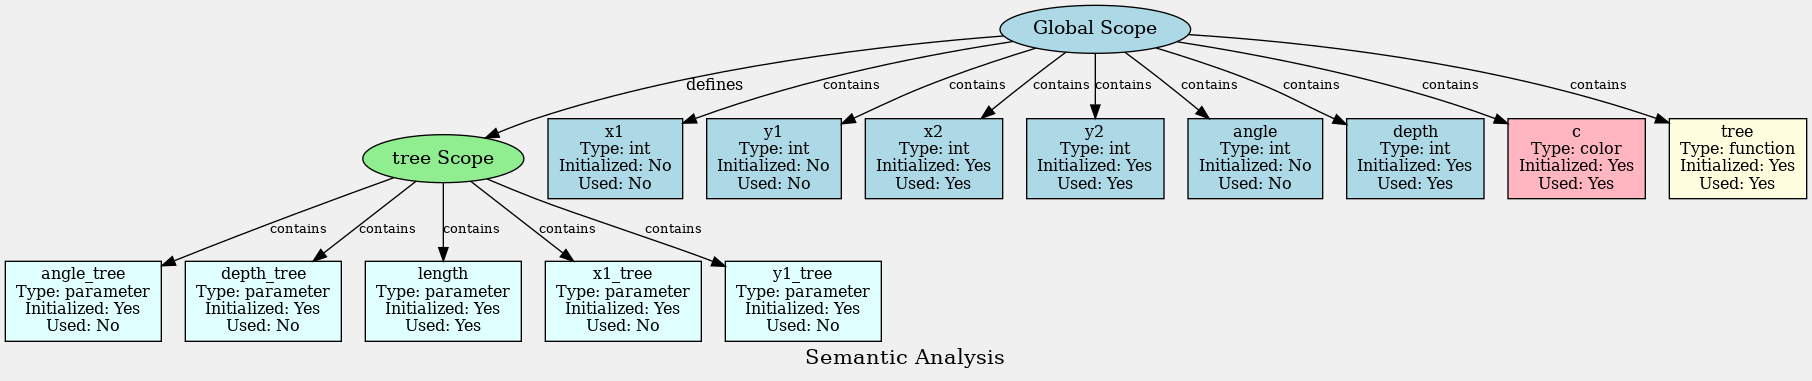 Global Scope
defines
contains
contains
contains
contains
contains
contains
contains
contains
tree Scope
x1
Type: int
Initialized: No
Used: No
y1
Type: int
Initialized: No
Used: No
x2
Type: int
Initialized: Yes
Used: Yes
y2
Type: int
Initialized: Yes
Used: Yes
angle
Type: int
Initialized: No
Used: No
depth
Type: int
Initialized: Yes
Used: Yes
c
Type: color
Initialized: Yes
Used: Yes
tree
Type: function
Initialized: Yes
Used: Yes
contains
contains
contains
contains
contains
angle_tree
Type: parameter
Initialized: Yes
Used: No
depth_tree
Type: parameter
Initialized: Yes
Used: No
length
Type: parameter
Initialized: Yes
Used: Yes
x1_tree
Type: parameter
Initialized: Yes
Used: No
y1_tree
Type: parameter
Initialized: Yes
Used: No
Semantic Analysis